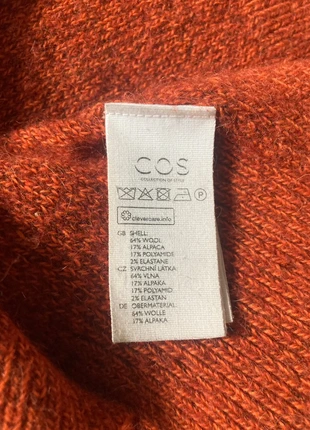 COS
COLLECTION OF STYLE
P
clevercare.info
GB SHELL:
64% WOOL
17% ALPACA
17% POLYAMIDE
2% ELASTANE
CZ SVRCHNÍ LÁTKA:
64% VLNA
17% ALPAKA
17% POLYAMID
2% ELASTAN
DE OBERMATERIAL:
64% WOLLE
17% ALPAKA